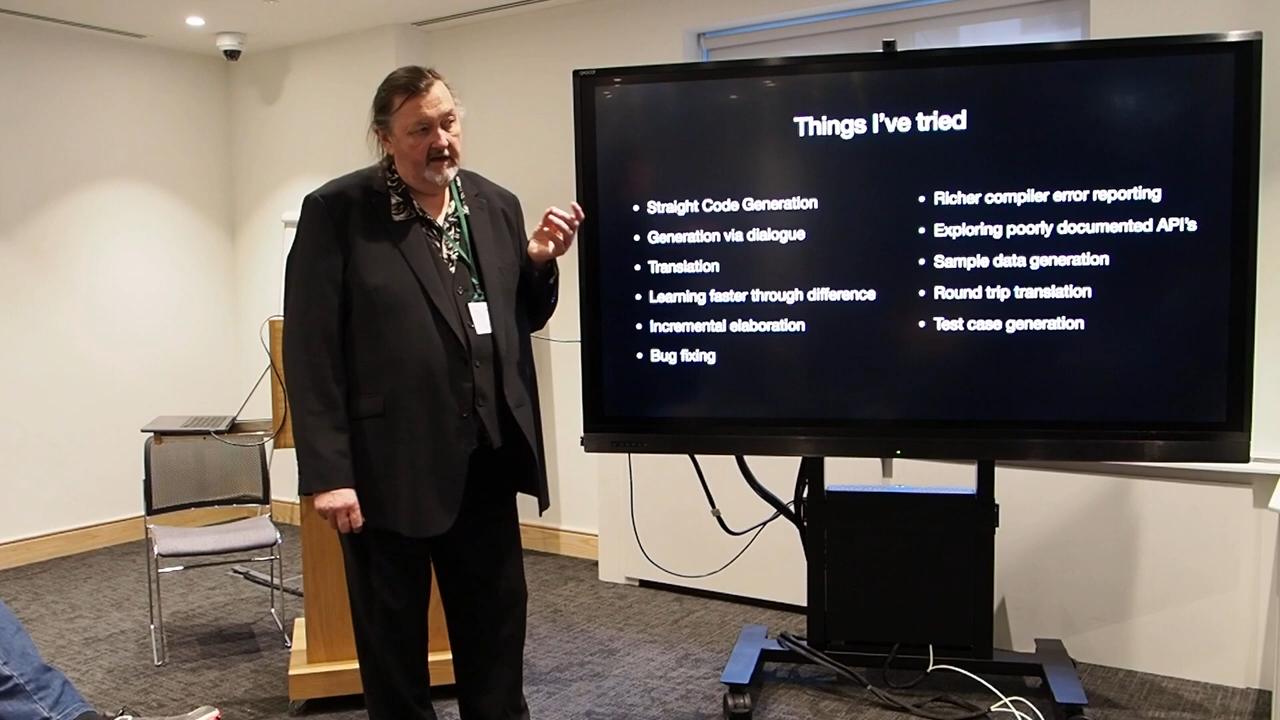 Things I've tried
• Straight Code Generation
• Generation via dialogue
• Translation
• Learning faster through difference
• Incremental elaboration
• Bug fixing
• Richer compiler error reporting
• Exploring poorly documented API's
• Sample data generation
• Round trip translation
• Test case generation